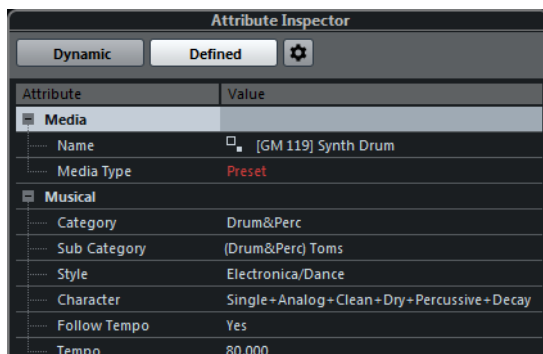 Attribute Inspector
Dynamic Defined
Attribute Value
Media
Name [GM 119] Synth Drum
Media Type Preset
Musical
Category Drum&Perc
Sub Category (Drum&Perc) Toms
Style Electronica/Dance
Character Single+Analog+Clean+Dry+Percussive+Decay
Follow Tempo Yes
Tempo 80.000